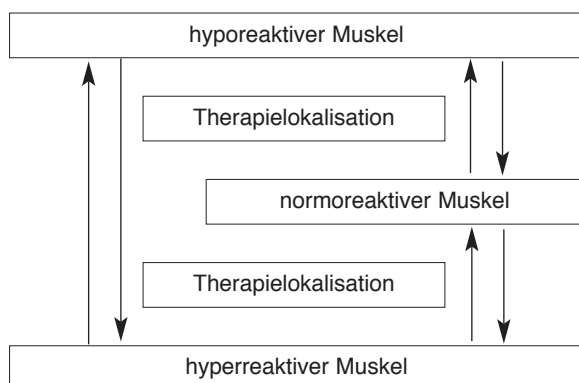 hyporeaktiver Muskel
Therapielokalisation
normoreaktiver Muskel
Therapielokalisation
hyperreaktiver Muskel